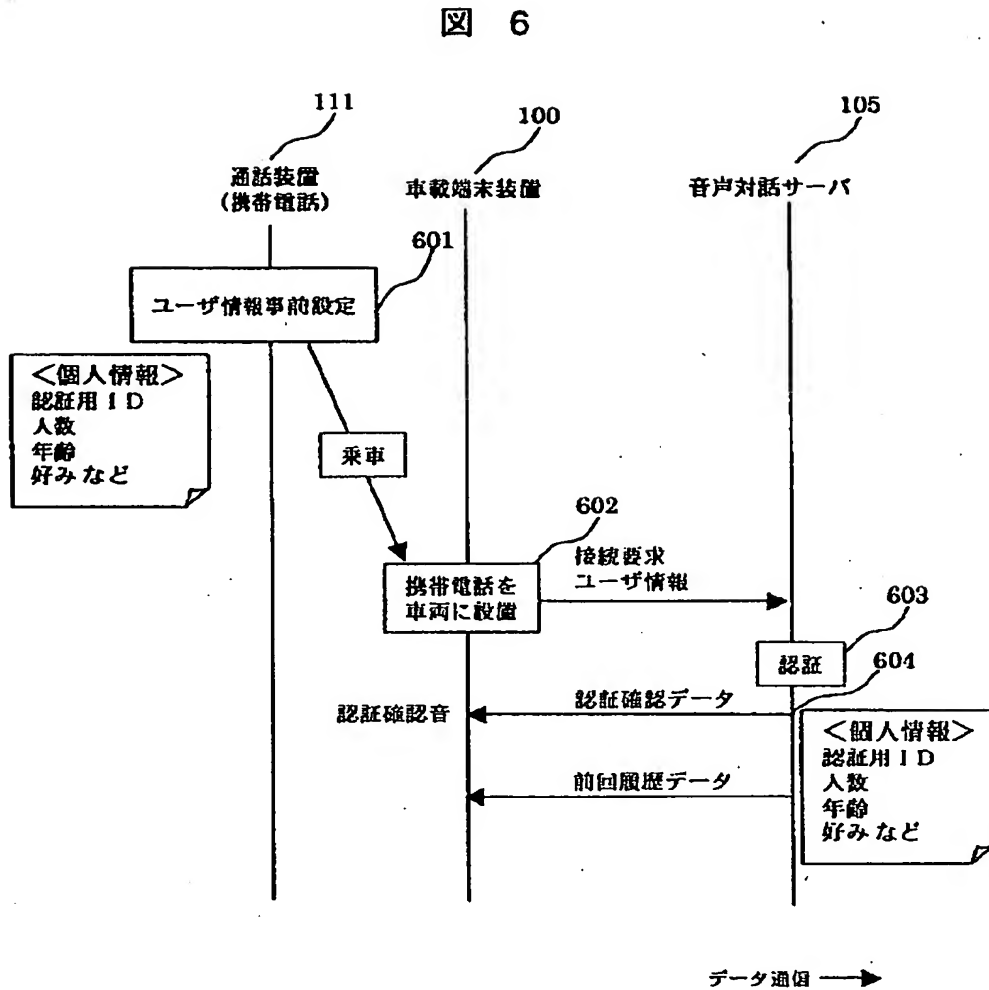 図 6
111
100
105
通話装置
(携帯電話)
車載端末装置
音声対話サーバ
601
ユーザ情報事前設定
<個人情報>
認証用ID
人数
年齢
好みなど
乗車
602
携帯電話を
車両に設置
接続要求
ユーザ情報
603
認証
604
認証確認音
認証確認データ
前回履歴データ
<個人情報>
認証用ID
人数
年齢
好みなど
データ通信